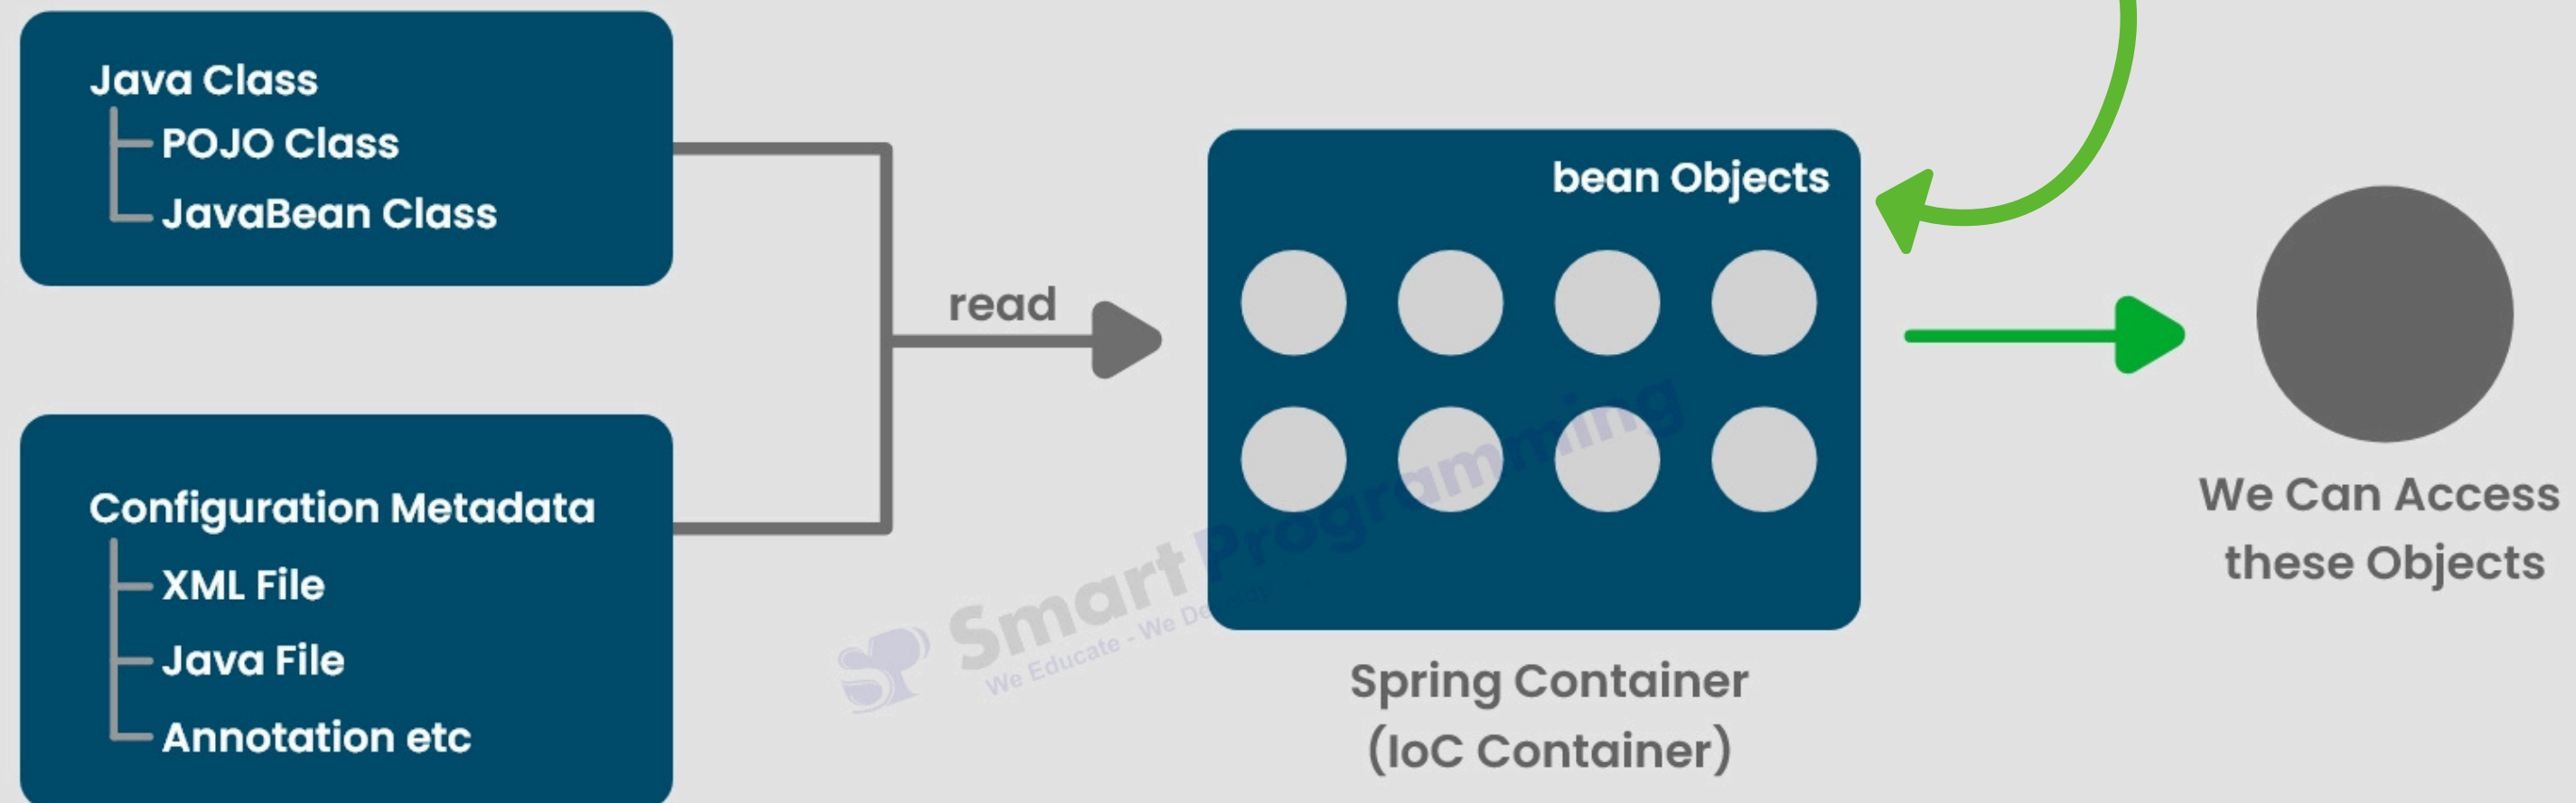 Java Class
POJO Class
JavaBean Class
Configuration Metadata
XML File
Java File
Annotation etc
read
bean Objects
Spring Container
(IoC Container)
We Can Access
these Objects
Smart Programming
We Educate - We Develop